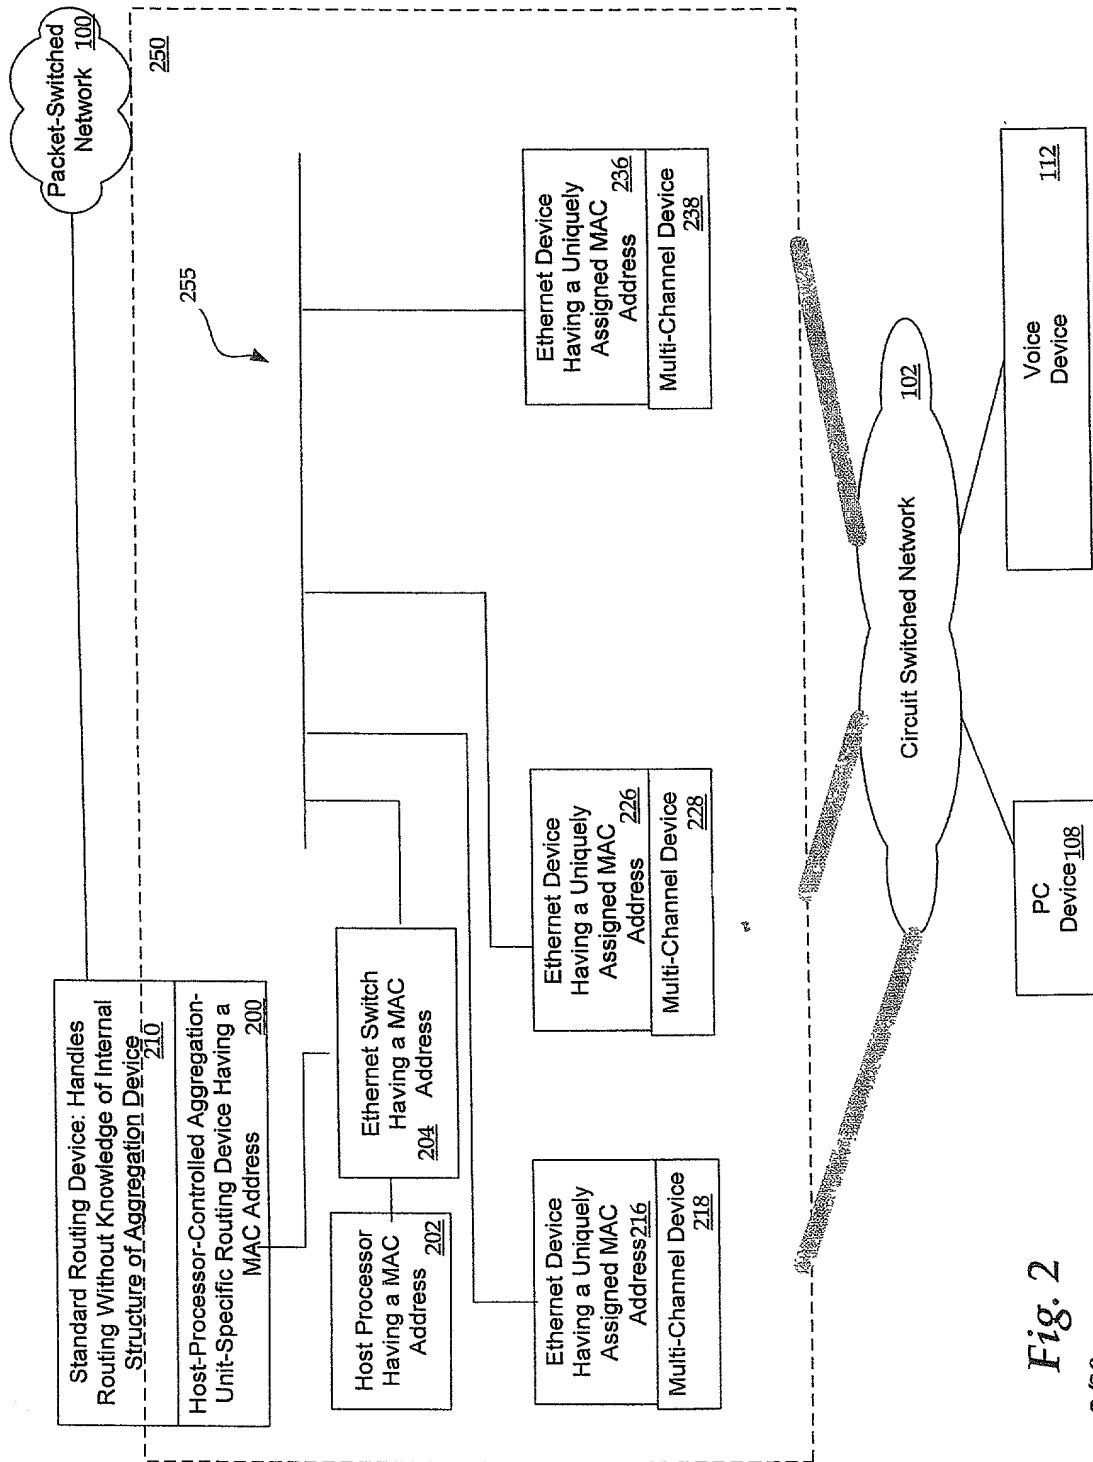 Packet-Switched
Network 100
250
Standard Routing Device: Handles
Routing Without Knowledge of Internal
Structure of Aggregation Device
210
Host-Processor-Controlled Aggregation-
Unit-Specific Routing Device Having a
MAC Address
200
255
Host Processor
Having a MAC
Address
202
Ethernet Switch
Having a MAC
Address
204
Ethernet Device
Having a Uniquely
Assigned MAC
Address216
Multi-Channel Device
218
Ethernet Device
Having a Uniquely
Assigned MAC
Address
226
Multi-Channel Device
228
Ethernet Device
Having a Uniquely
Assigned MAC
Address
236
Multi-Channel Device
238
Circuit Switched Network
102
PC
Device108
Voice
Device
112
Fig. 2